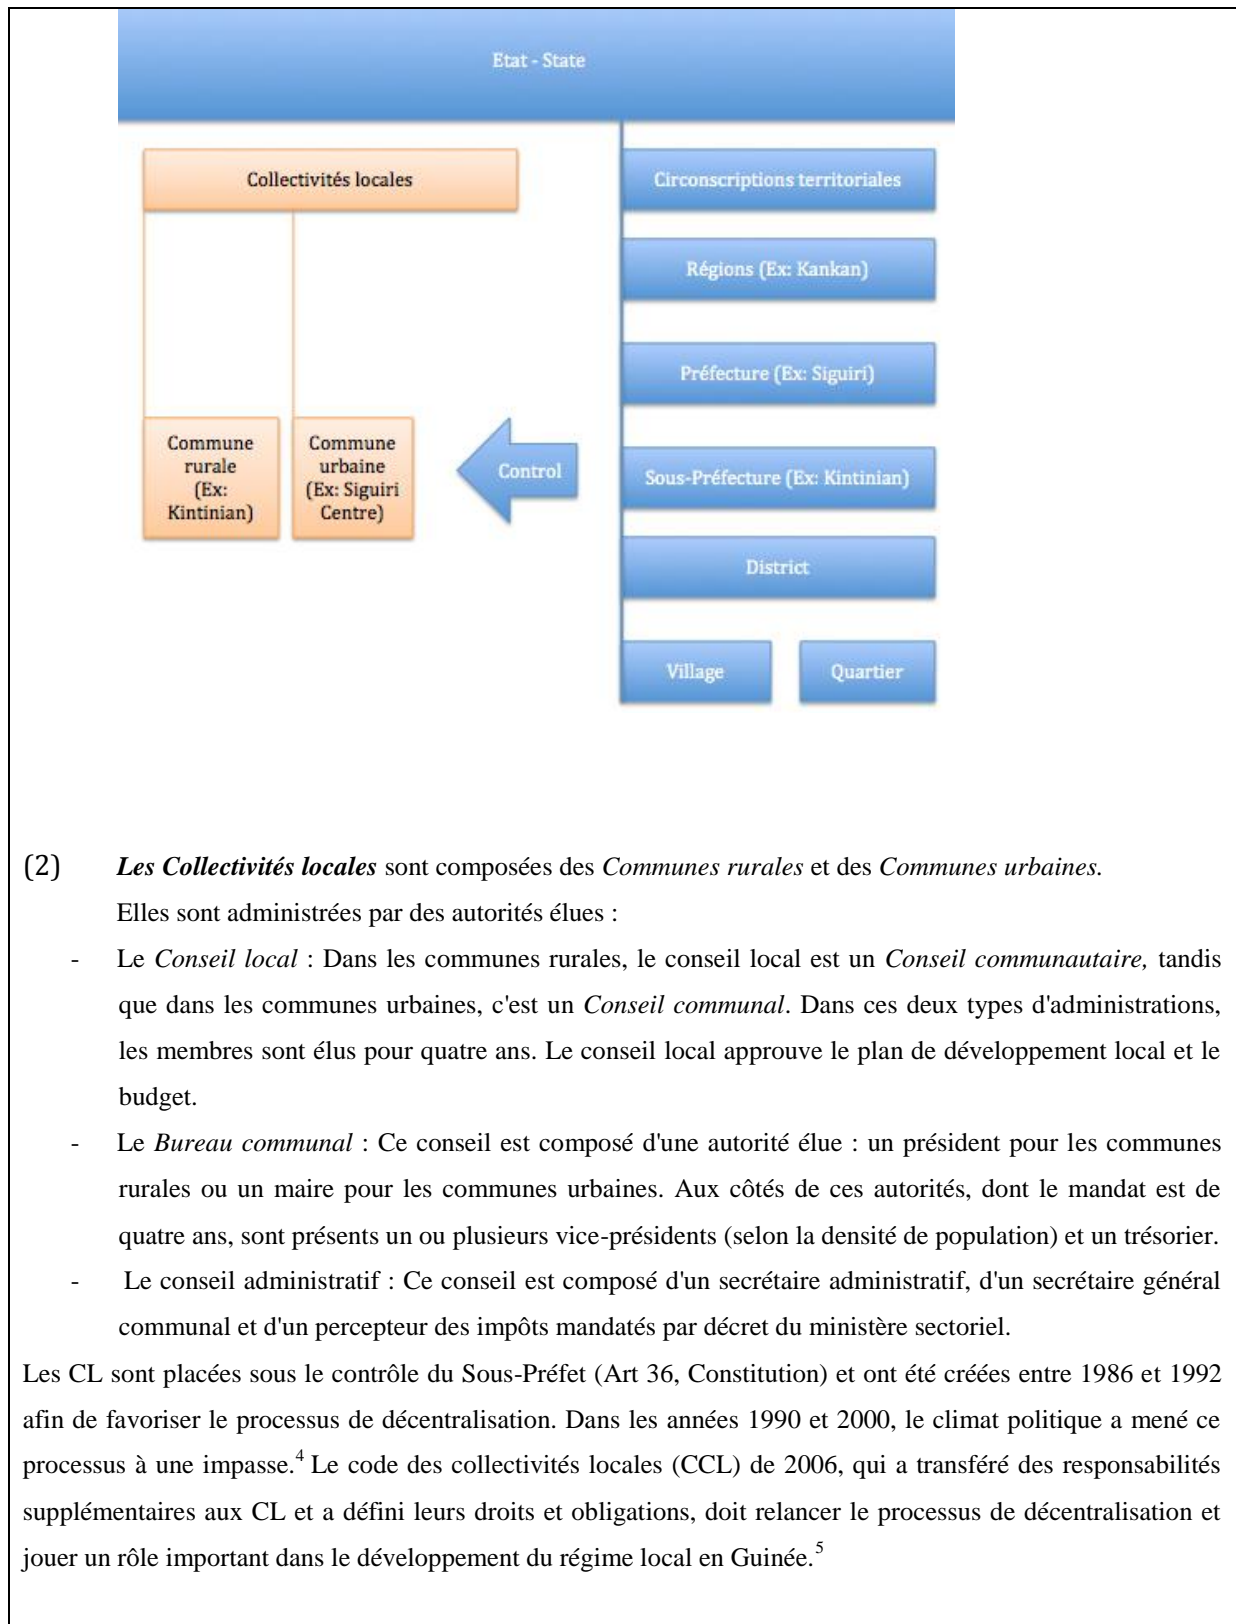 Etat - State
Collectivités locales
Circonscriptions territoriales
Régions (Ex: Kankan)
Préfecture (Ex: Siguiri)
Commune
rurale
(Ex:
Kintinian)
Commune
urbaine
(Ex: Siguiri
Centre)
Control
Sous-Préfecture (Ex: Kintinian)
District
Village
Quartier
(2) Les Collectivités locales sont composées des Communes rurales et des Communes urbaines.
Elles sont administrées par des autorités élues :
- Le Conseil local : Dans les communes rurales, le conseil local est un Conseil communautaire, tandis
que dans les communes urbaines, c'est un Conseil communal. Dans ces deux types d'administrations,
les membres sont élus pour quatre ans. Le conseil local approuve le plan de développement local et le
budget.
- Le Bureau communal : Ce conseil est composé d'une autorité élue : un président pour les communes
rurales ou un maire pour les communes urbaines. Aux côtés de ces autorités, dont le mandat est de
quatre ans, sont présents un ou plusieurs vice-présidents (selon la densité de population) et un trésorier.
- Le conseil administratif : Ce conseil est composé d'un secrétaire administratif, d'un secrétaire général
communal et d'un percepteur des impôts mandatés par décret du ministère sectoriel.
Les CL sont placées sous le contrôle du Sous-Préfet (Art 36, Constitution) et ont été créées entre 1986 et 1992
afin de favoriser le processus de décentralisation. Dans les années 1990 et 2000, le climat politique a mené ce
processus à une impasse.4 Le code des collectivités locales (CCL) de 2006, qui a transféré des responsabilités
supplémentaires aux CL et a défini leurs droits et obligations, doit relancer le processus de décentralisation et
jouer un rôle important dans le développement du régime local en Guinée.5